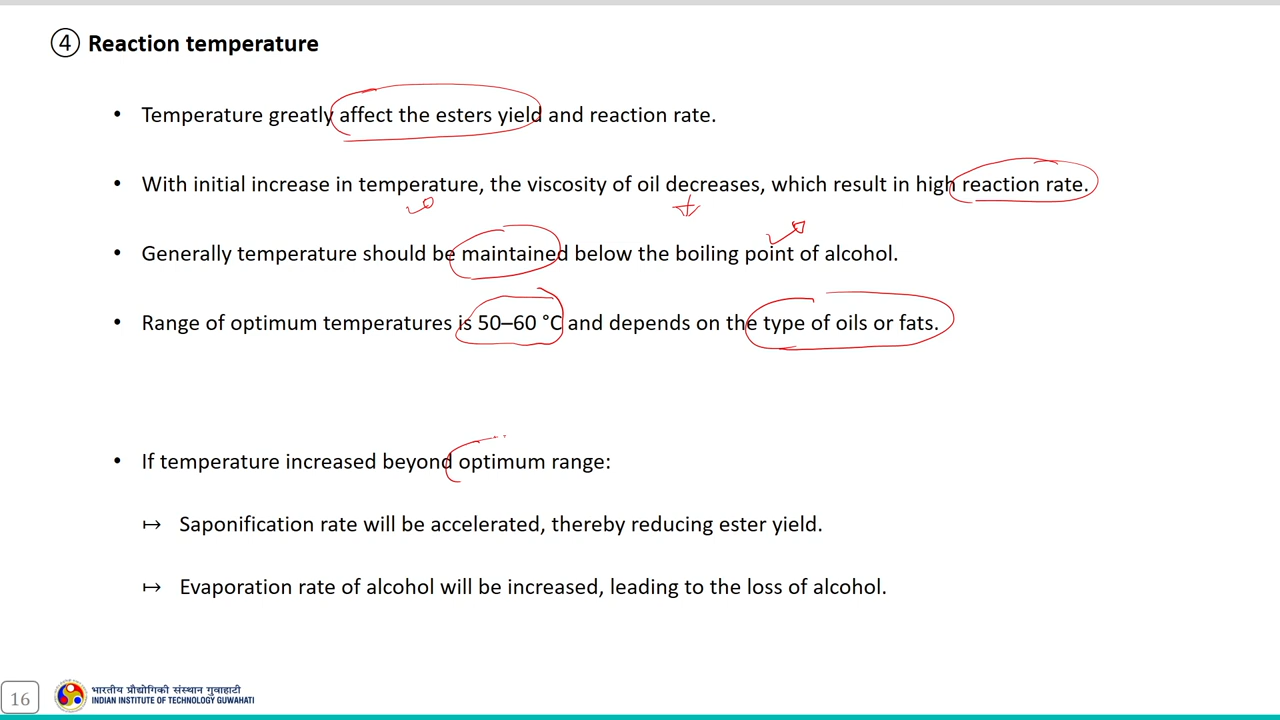 ④ Reaction temperature
• Temperature greatly affect the esters yield and reaction rate.
• With initial increase in temperature, the viscosity of oil decreases, which result in high reaction rate.
• Generally temperature should be maintained below the boiling point of alcohol.
• Range of optimum temperatures is 50–60 °C and depends on the type of oils or fats.
• If temperature increased beyond optimum range:
↦ Saponification rate will be accelerated, thereby reducing ester yield.
↦ Evaporation rate of alcohol will be increased, leading to the loss of alcohol.
16
भारतीय प्रौद्योगिकी संस्थान गुवाहाटी
INDIAN INSTITUTE OF TECHNOLOGY GUWAHATI